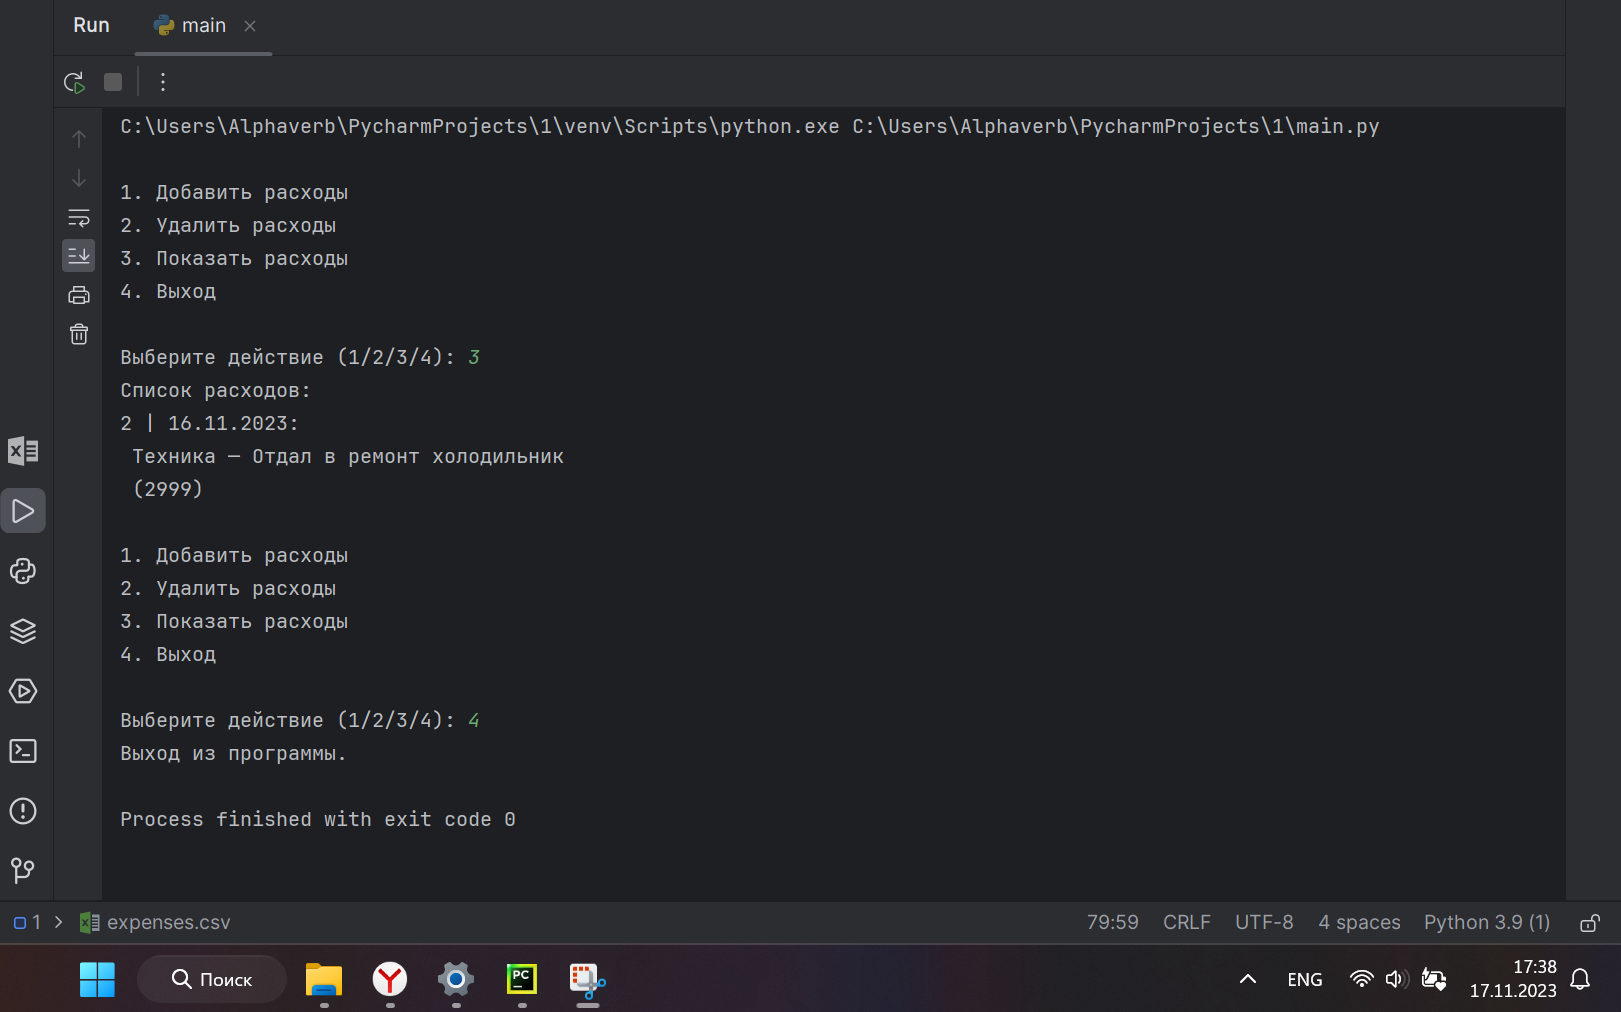 Run main
C:\Users\Alphaverb\PycharmProjects\1\venv\Scripts\python.exe C:\Users\Alphaverb\PycharmProjects\1\main.py
1. Добавить расходы
2. Удалить расходы
3. Показать расходы
4. Выход
Выберите действие (1/2/3/4): 3
Список расходов:
2 | 16.11.2023:
Техника — Отдал в ремонт холодильник
(2999)
1. Добавить расходы
2. Удалить расходы
3. Показать расходы
4. Выход
Выберите действие (1/2/3/4): 4
Выход из программы.
Process finished with exit code 0
1 > expenses.csv 79:59 CRLF UTF-8 4 spaces Python 3.9 (1)
Поиск PC ENG 17:38
17.11.2023